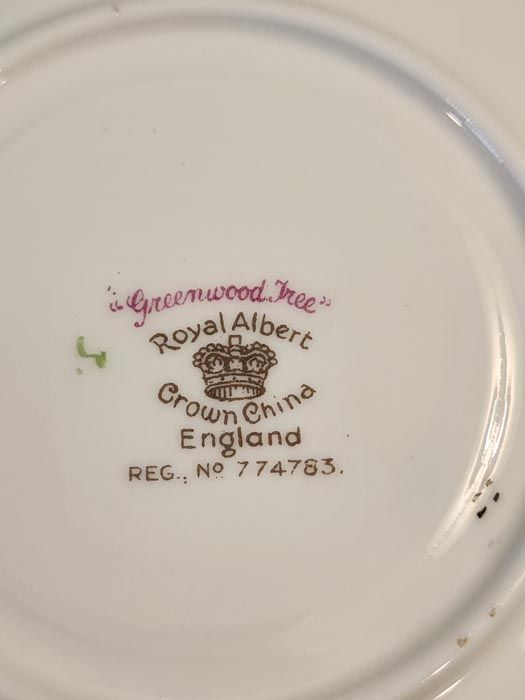 "Greenwood Tree"
Royal Albert
Crown China
England
REG., Nº 774783.